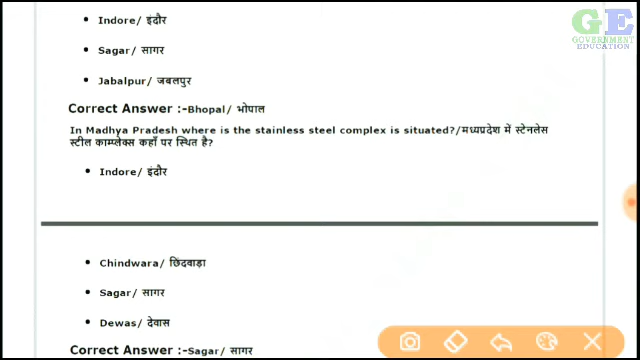 GE
GOVERNMENT
EDUCATION
Indore/ इंदौर
Sagar/ सागर
Jabalpur/ जबलपुर
Correct Answer :-Bhopal/ भोपाल
In Madhya Pradesh where is the stainless steel complex is situated?/मध्यप्रदेश में स्टेनलेस
स्टील काम्प्लेक्स कहाँ पर स्थित है?
Indore/ इंदौर
Chindwara/ छिंदवाड़ा
Sagar/ सागर
Dewas/ देवास
Correct Answer :-Sagar/ सागर